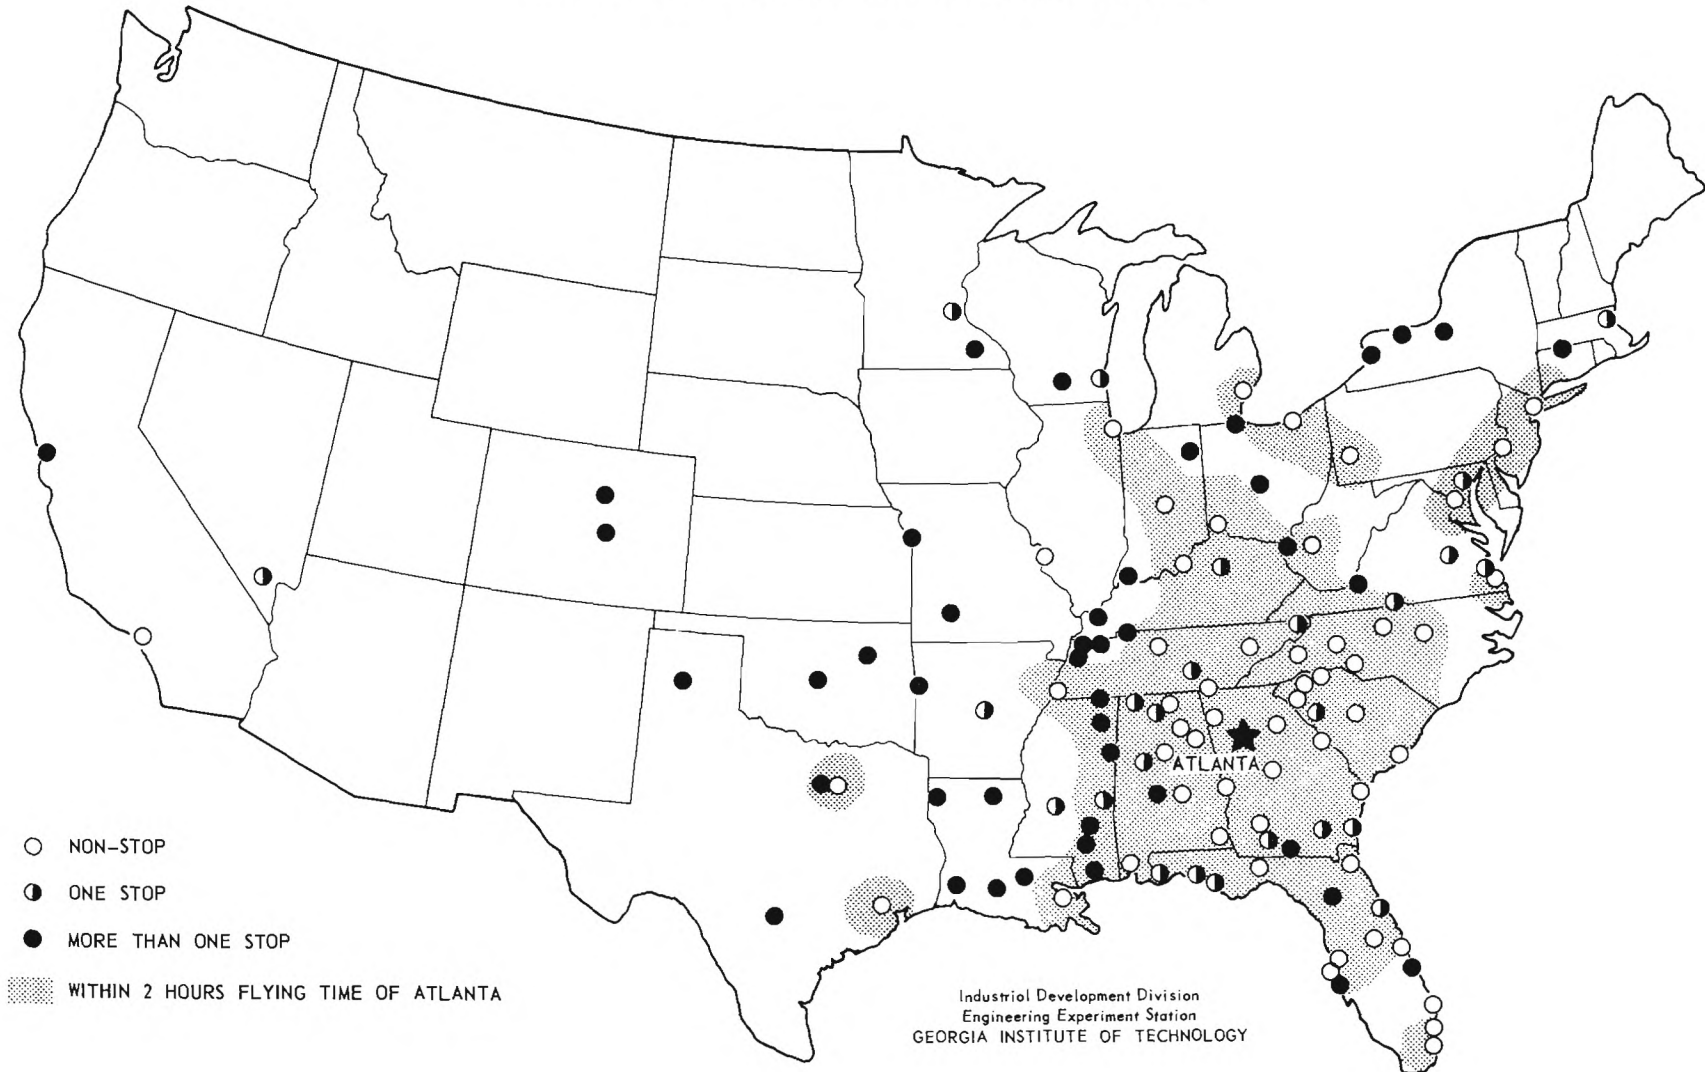 ATLANTA
NON-STOP
ONE STOP
MORE THAN ONE STOP
WITHIN 2 HOURS FLYING TIME OF ATLANTA
Industriol Development Division
Engineering Experiment Station
GEORGIA INSTITUTE OF TECHNOLOGY